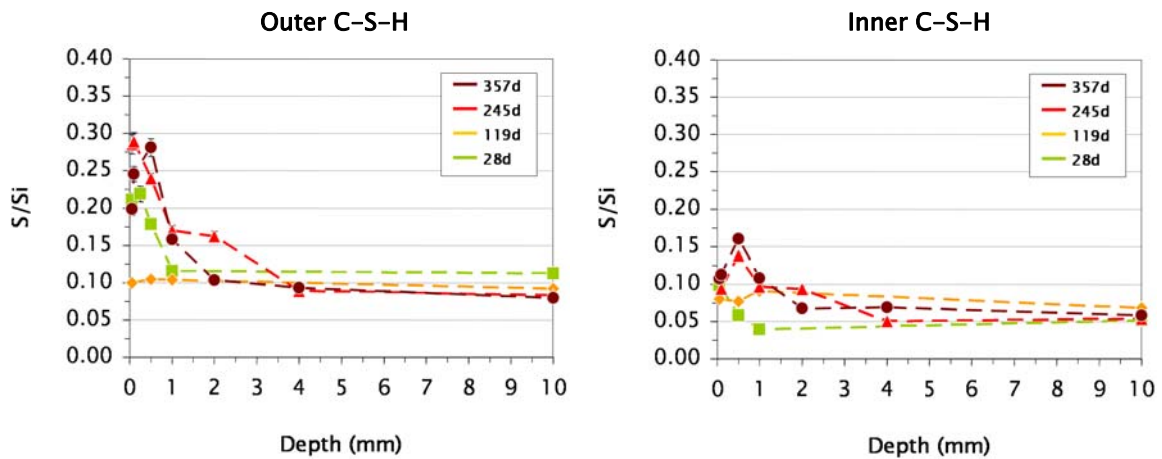 Outer C-S-H
0.40
0.35
0.30
0.25
0.20
0.15
0.10
0.05
0.00
S/Si
357d
245d
119d
28d
0 1 2 3 4 5 6 7 8 9 10
Depth (mm)
Inner C-S-H
0.40
0.35
0.30
0.25
0.20
0.15
0.10
0.05
0.00
S/Si
357d
245d
119d
28d
0 1 2 3 4 5 6 7 8 9 10
Depth (mm)